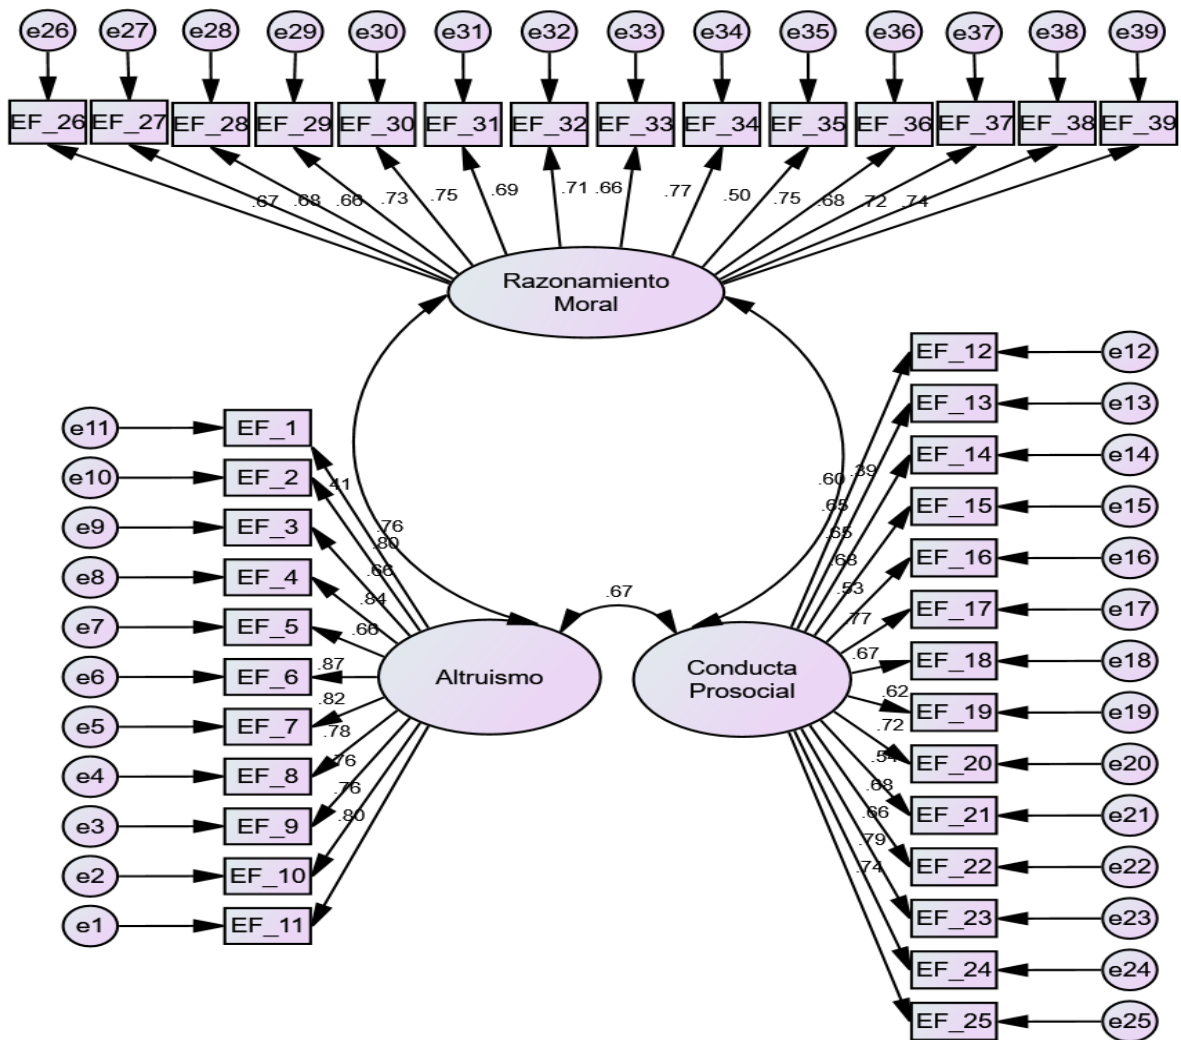 e26 e27 e28 e29 e30 e31 e32 e33 e34 e35 e36 e37 e38 e39
EF_26 EF_27 EF_28 EF_29 EF_30 EF_31 EF_32 EF_33 EF_34 EF_35 EF_36 EF_37 EF_38 EF_39
.67 .68 .66 .73 .75 .69 .71 .66 .77 .50 .75 .68 .72 .74
Razonamiento
Moral
e11 EF_1
e10 EF_2
e9 EF_3
e8 EF_4
e7 EF_5
e6 EF_6
e5 EF_7
e4 EF_8
e3 EF_9
e2 EF_10
e1 EF_11
.41
.76
.80
.66
.84
.66
.87
.82
.78
.76
.76
.80
Altruismo
.67
Conducta
Prosocial
.60 .39
.65
.65
.68
.53
.77
.67
.62
.72
.54
.68
.66
.79
.74
EF_12 e12
EF_13 e13
EF_14 e14
EF_15 e15
EF_16 e16
EF_17 e17
EF_18 e18
EF_19 e19
EF_20 e20
EF_21 e21
EF_22 e22
EF_23 e23
EF_24 e24
EF_25 e25